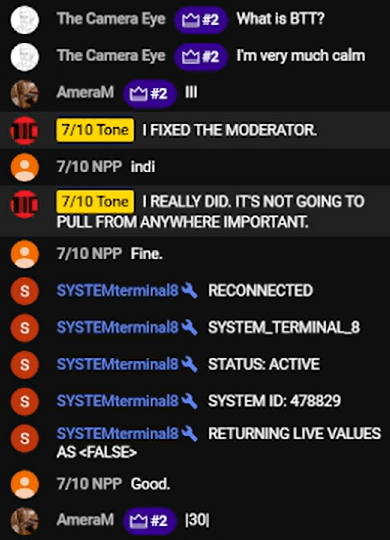 The Camera Eye #2 What is BTT?
The Camera Eye #2 I'm very much calm
AmeraM #2 lll
7/10 Tone I FIXED THE MODERATOR.
7/10 NPP indi
7/10 Tone I REALLY DID. IT'S NOT GOING TO
PULL FROM ANYWHERE IMPORTANT.
7/10 NPP Fine.
S SYSTEMterminal8 RECONNECTED
S SYSTEMterminal8 SYSTEM_TERMINAL_8
S SYSTEMterminal8 STATUS: ACTIVE
S SYSTEMterminal8 SYSTEM ID: 478829
S SYSTEMterminal8 RETURNING LIVE VALUES
AS <FALSE>
7/10 NPP Good.
AmeraM #2 |30|